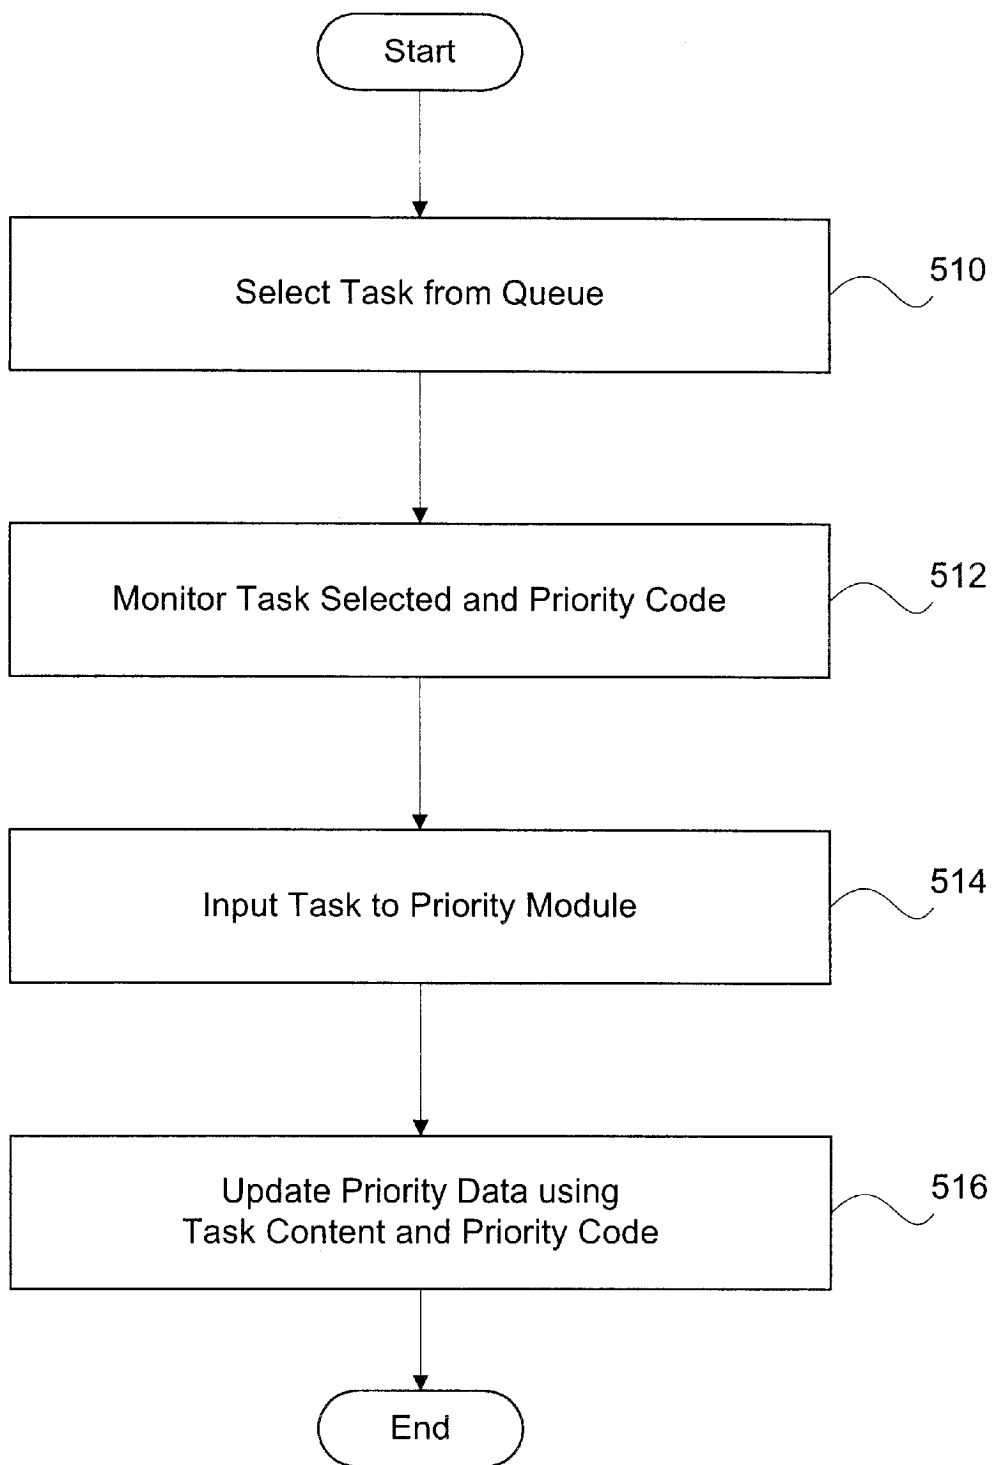 Start
Select Task from Queue
510
Monitor Task Selected and Priority Code
512
Input Task to Priority Module
514
Update Priority Data using
Task Content and Priority Code
516
End